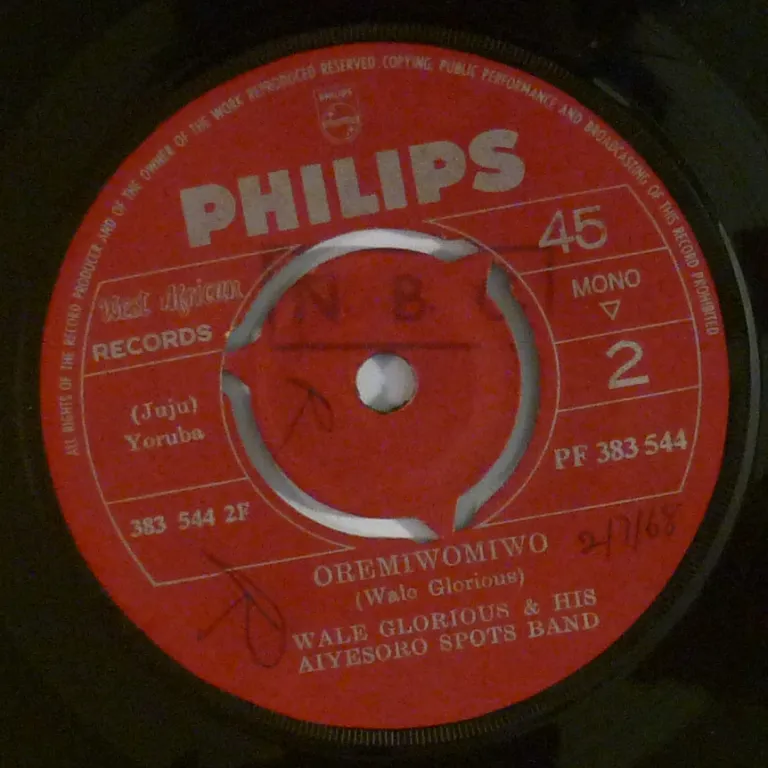 ALL RIGHTS OF THE RECORD PRODUCER AND OF THE OWNER OF THE WORK REPRODUCED RESERVED. COPYING, PUBLIC PERFORMANCE AND BROADCASTING OF THIS RECORD PROHIBITED
PHILIPS
PHILIPS
West African
RECORDS
(Juju)
Yoruba
383 544 2F
N B C
45
MONO
2
PF 383 544
R
R
OREMIWOMIWO
2/7/68
(Wale Glorious)
WALE GLORIOUS & HIS
AIYESORO SPOTS BAND